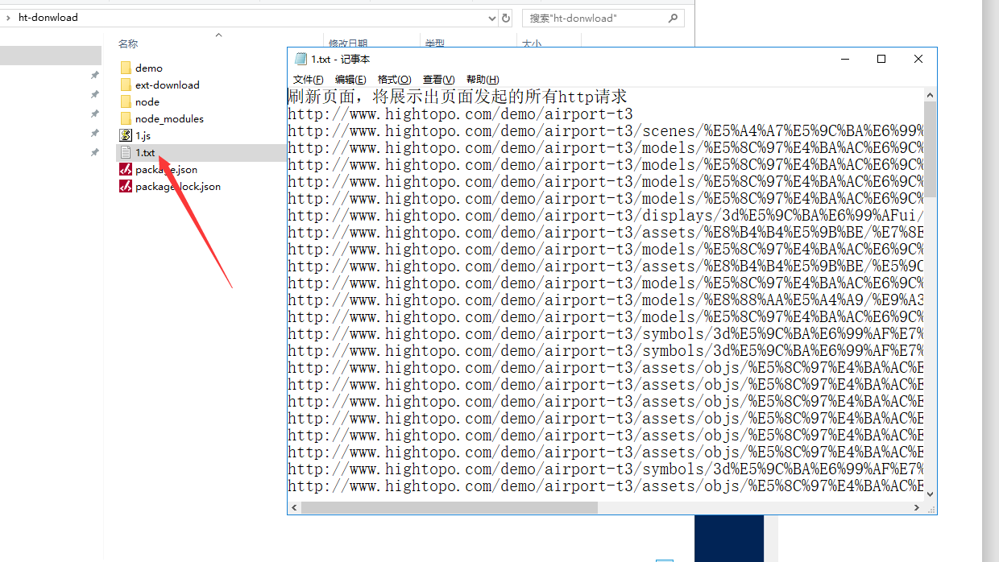 ht-donwload
搜索"ht-donwload"
名称
修改日期
类型
大小
demo
ext-download
node
node_modules
1.js
1.txt
package.json
package-lock.json
1.txt - 记事本
文件(F) 编辑(E) 格式(O) 查看(V) 帮助(H)
刷新页面，将展示出页面发起的所有http请求
http://www.hightopo.com/demo/airport-t3
http://www.hightopo.com/demo/airport-t3/scenes/%E5%A4%A7%E5%9C%BA%E6%99%
http://www.hightopo.com/demo/airport-t3/models/%E5%8C%97%E4%BA%AC%E6%9C%
http://www.hightopo.com/demo/airport-t3/models/%E5%8C%97%E4%BA%AC%E6%9C%
http://www.hightopo.com/demo/airport-t3/models/%E5%8C%97%E4%BA%AC%E6%9C%
http://www.hightopo.com/demo/airport-t3/models/%E5%8C%97%E4%BA%AC%E6%9C%
http://www.hightopo.com/demo/airport-t3/displays/3d%E5%9C%BA%E6%99%AFui/
http://www.hightopo.com/demo/airport-t3/assets/%E8%B4%B4%E5%9B%BE/%E7%8E
http://www.hightopo.com/demo/airport-t3/models/%E5%8C%97%E4%BA%AC%E6%9C%
http://www.hightopo.com/demo/airport-t3/assets/%E8%B4%B4%E5%9B%BE/%E5%9C
http://www.hightopo.com/demo/airport-t3/models/%E5%8C%97%E4%BA%AC%E6%9C%
http://www.hightopo.com/demo/airport-t3/models/%E8%88%AA%E5%A4%A9/%E9%A3
http://www.hightopo.com/demo/airport-t3/models/%E5%8C%97%E4%BA%AC%E6%9C%
http://www.hightopo.com/demo/airport-t3/symbols/3d%E5%9C%BA%E6%99%AF%E7%
http://www.hightopo.com/demo/airport-t3/symbols/3d%E5%9C%BA%E6%99%AF%E7%
http://www.hightopo.com/demo/airport-t3/assets/objs/%E5%8C%97%E4%BA%AC%E
http://www.hightopo.com/demo/airport-t3/assets/objs/%E5%8C%97%E4%BA%AC%E
http://www.hightopo.com/demo/airport-t3/assets/objs/%E5%8C%97%E4%BA%AC%E
http://www.hightopo.com/demo/airport-t3/assets/objs/%E5%8C%97%E4%BA%AC%E
http://www.hightopo.com/demo/airport-t3/assets/objs/%E5%8C%97%E4%BA%AC%E
http://www.hightopo.com/demo/airport-t3/assets/objs/%E5%8C%97%E4%BA%AC%E
http://www.hightopo.com/demo/airport-t3/symbols/3d%E5%9C%BA%E6%99%AF%E7%
http://www.hightopo.com/demo/airport-t3/assets/objs/%E5%8C%97%E4%BA%AC%E